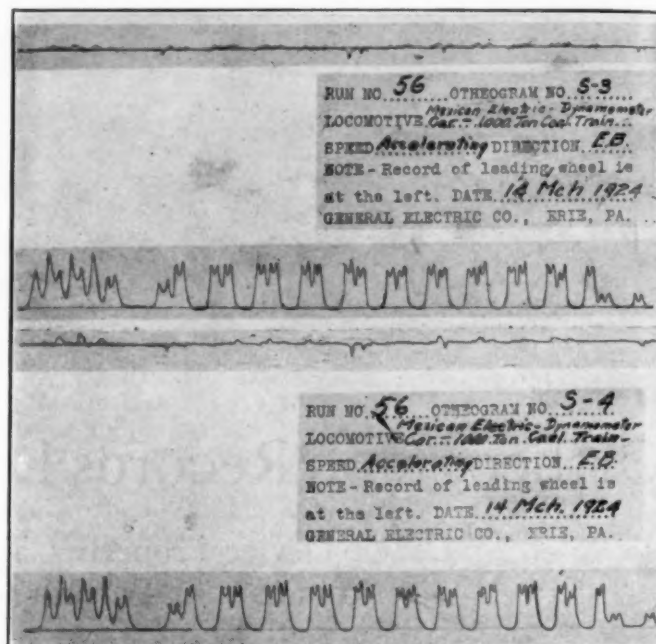 RUN NO. 56 OTHEOGRAM NO. S-3
Mexican Electric - Dynamometer
LOCOMOTIVE Car. - 1000 Ton Coal Train -
SPEED Accelerating DIRECTION E.B.
NOTE - Record of leading wheel is
at the left. DATE 14 Mch 1924
GENERAL ELECTRIC CO., ERIE, PA.
RUN NO. 56 OTHEOGRAM NO. S-4
Mexican Electric - Dynamometer
LOCOMOTIVE Car. - 1000 Ton Coal Train -
SPEED Accelerating DIRECTION E.B.
NOTE - Record of leading wheel is
at the left. DATE 14 Mch. 1924
GENERAL ELECTRIC CO., ERIE, PA.